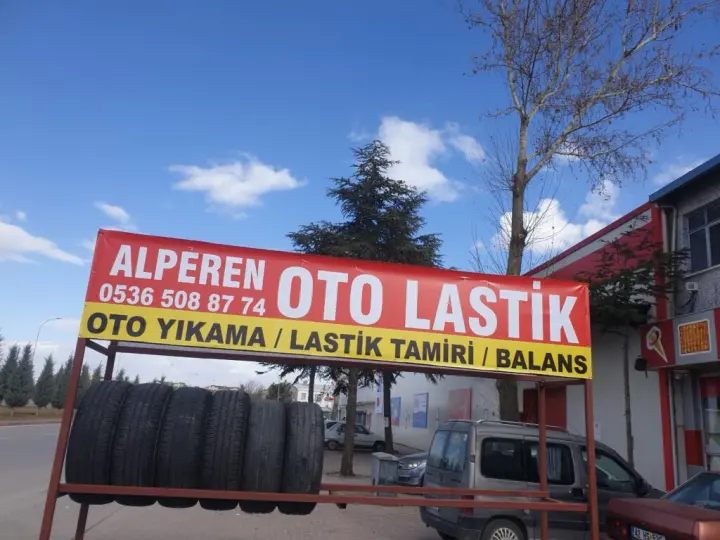 ALPEREN
0536 508 87 74
OTO LASTİK
OTO YIKAMA / LASTİK TAMİRİ / BALANS